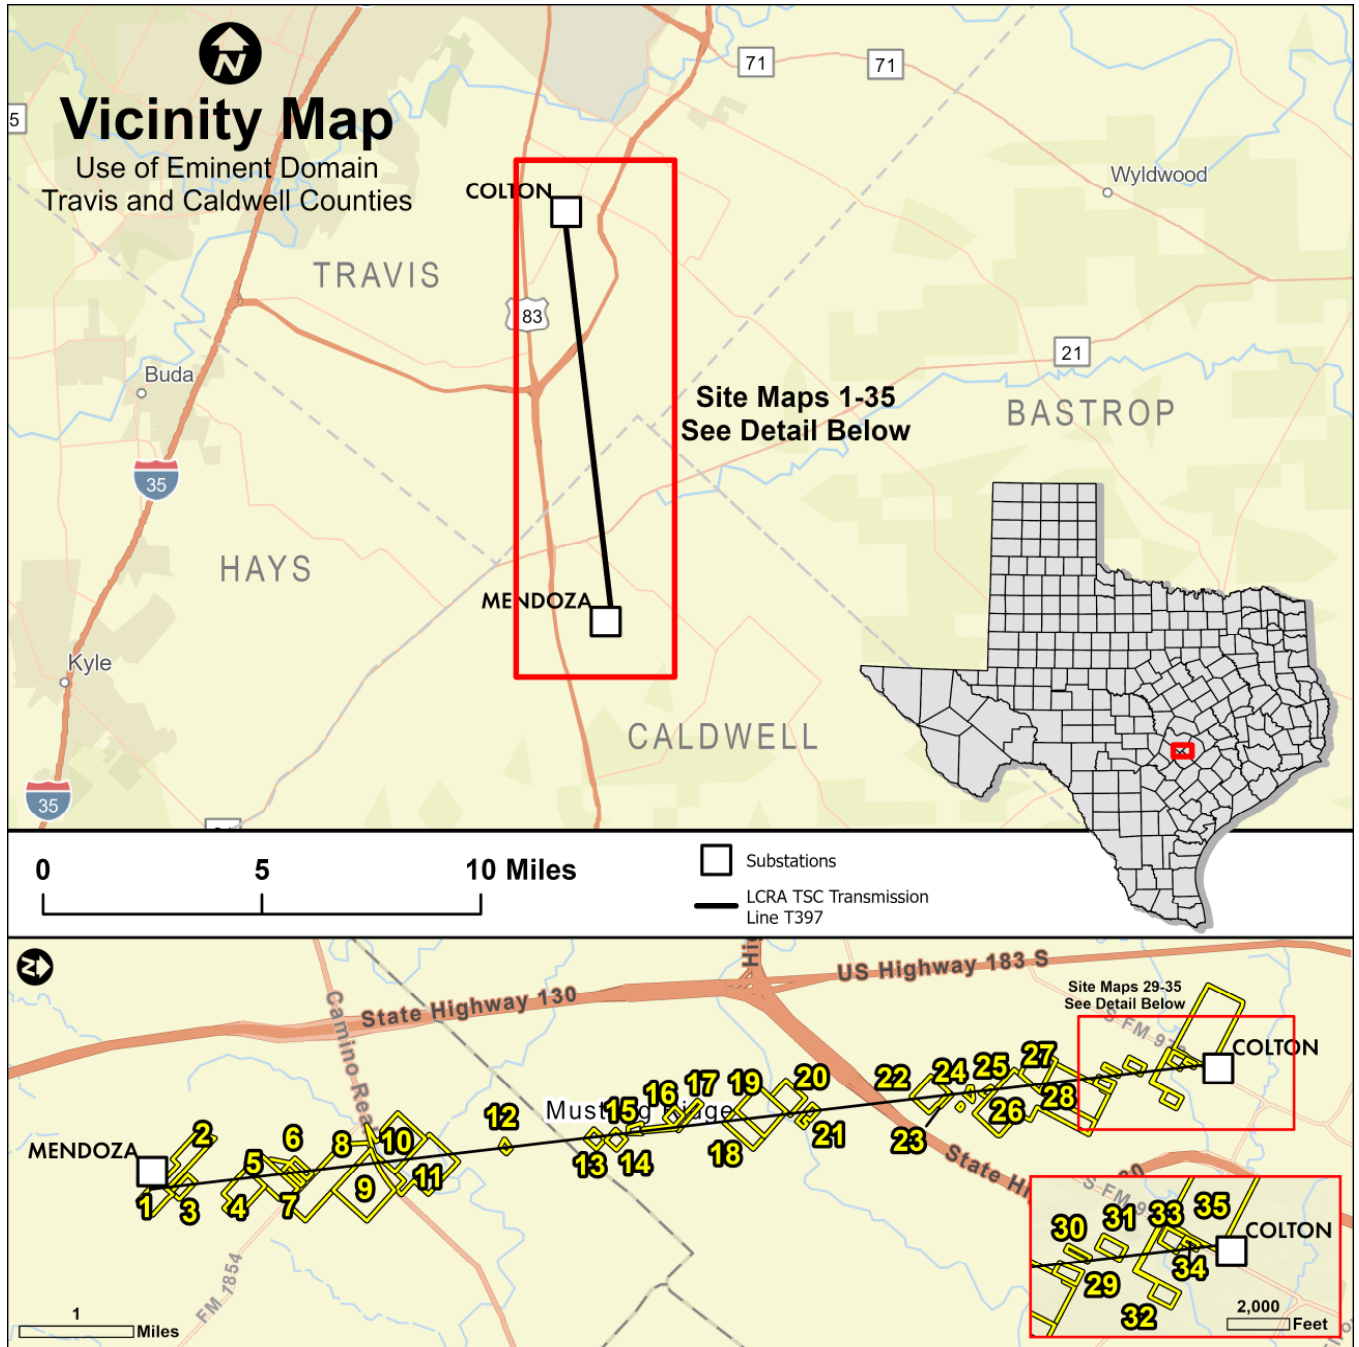 N
Vicinity Map
Use of Eminent Domain
Travis and Caldwell Counties
5
71
71
Wyldwood
COLTON
TRAVIS
83
Buda
21
Site Maps 1-35
See Detail Below
BASTROP
35
HAYS
MENDOZA
Kyle
CALDWELL
35
0
5
10 Miles
Substations
LCRA TSC Transmission
Line T397
N
State Highway 130
US Highway 183 S
Site Maps 29-35
See Detail Below
S FM 973
COLTON
Mustang Ridge
MENDOZA
1
2
3
4
5
6
7
8
9
10
11
12
13
14
15
16
17
18
19
20
21
22
23
24
25
26
27
28
FM 1854
1
Miles
30
31
33
35
COLTON
29
34
32
2,000
Feet